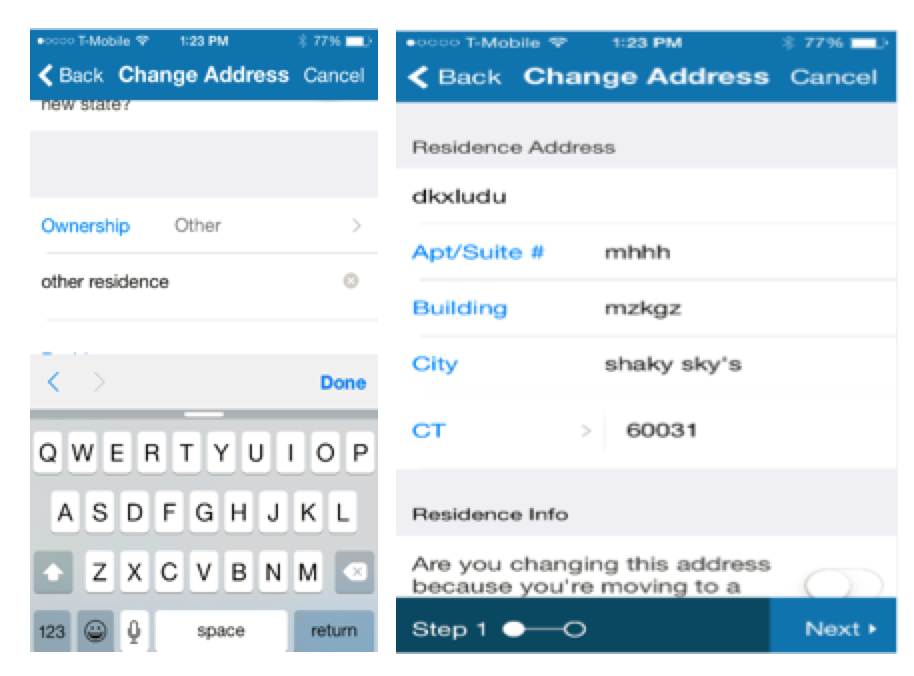 T-Mobile 1:23 PM 77%
Back Change Address Cancel
new state?
Ownership Other
other residence
Done
Q W E R T Y U I O P
A S D F G H J K L
Z X C V B N M
123 space return
T-Mobile 1:23 PM 77%
Back Change Address Cancel
Residence Address
dkxludu
Apt/Suite # mhhh
Building mzkgz
City shaky sky's
CT 60031
Residence Info
Are you changing this address
because you're moving to a
Step 1 Next